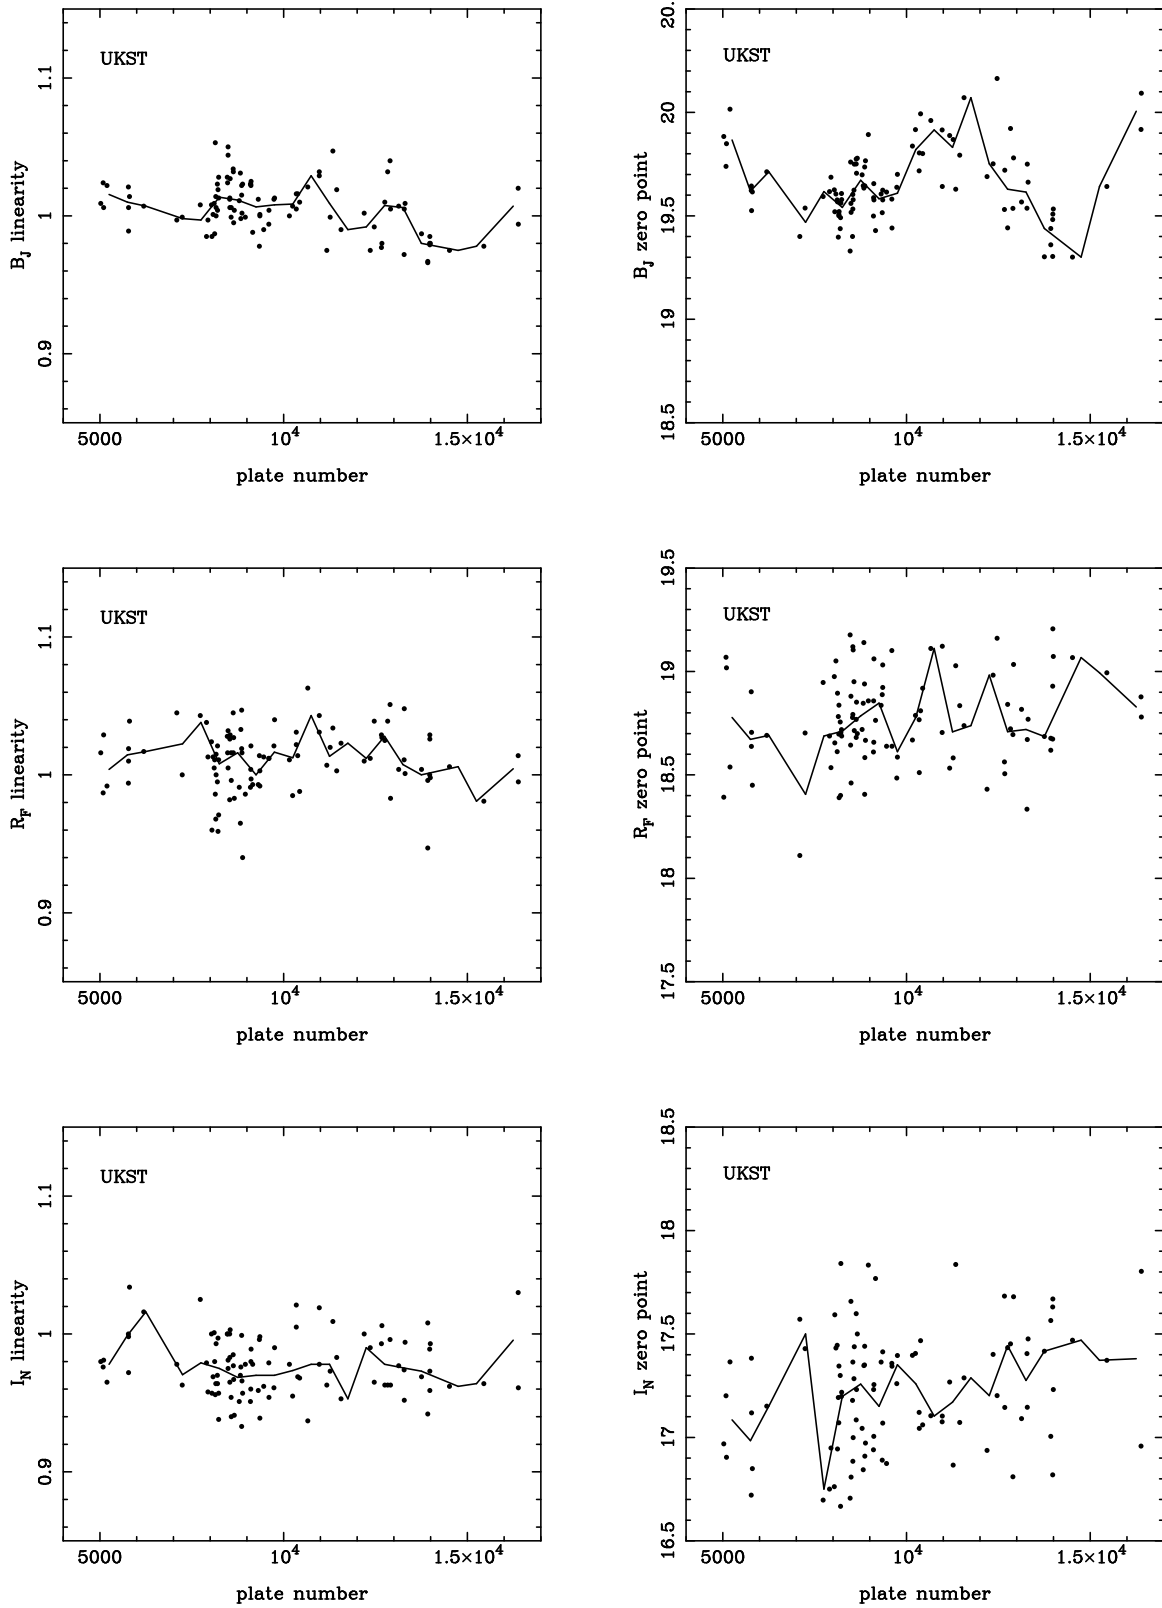 UKST
1.1
1
0.9
B_J linearity
5000 10^4 1.5×10^4
plate number
UKST
20.
20
19.5
19
18.5
B_J zero point
5000 10^4 1.5×10^4
plate number
UKST
1.1
1
0.9
R_F linearity
5000 10^4 1.5×10^4
plate number
UKST
19.5
19
18.5
18
17.5
R_F zero point
5000 10^4 1.5×10^4
plate number
UKST
1.1
1
0.9
I_N linearity
5000 10^4 1.5×10^4
plate number
UKST
18.5
18
17.5
17
16.5
I_N zero point
5000 10^4 1.5×10^4
plate number